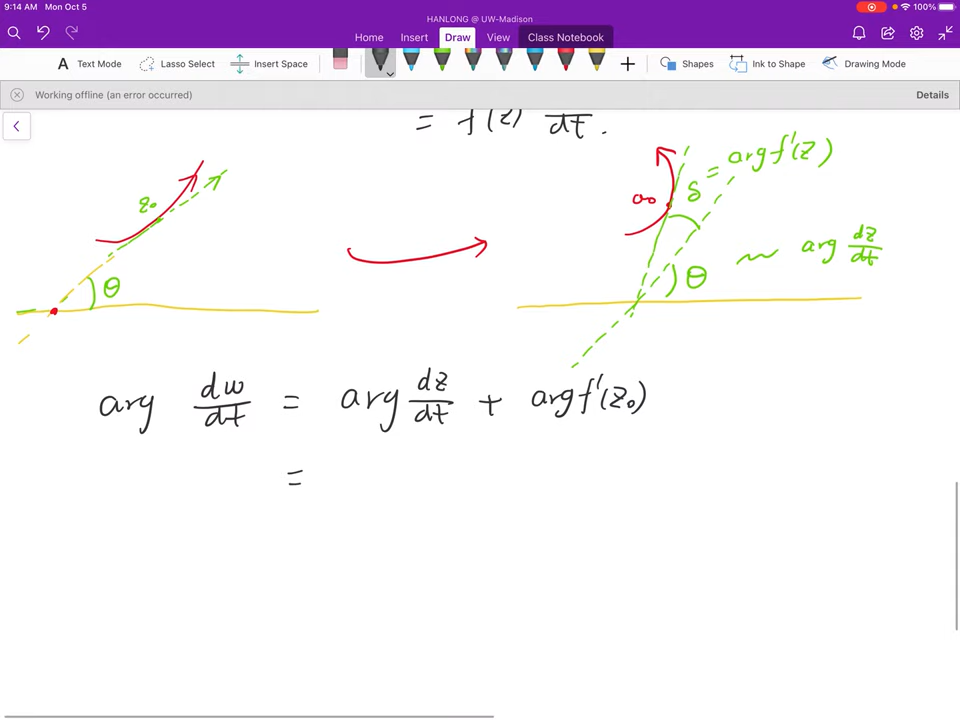 9:14 AM Mon Oct 5
100%
HANLONG @ UW-Madison
Home Insert Draw View Class Notebook
A Text Mode Lasso Select Insert Space Shapes Ink to Shape Drawing Mode
Working offline (an error occurred) Details
= f(z) dt.
z₀
θ
ω₀ δ = arg f'(z)
θ ~ arg dz/dt
arg dw/dt = arg dz/dt + arg f'(z₀)
=